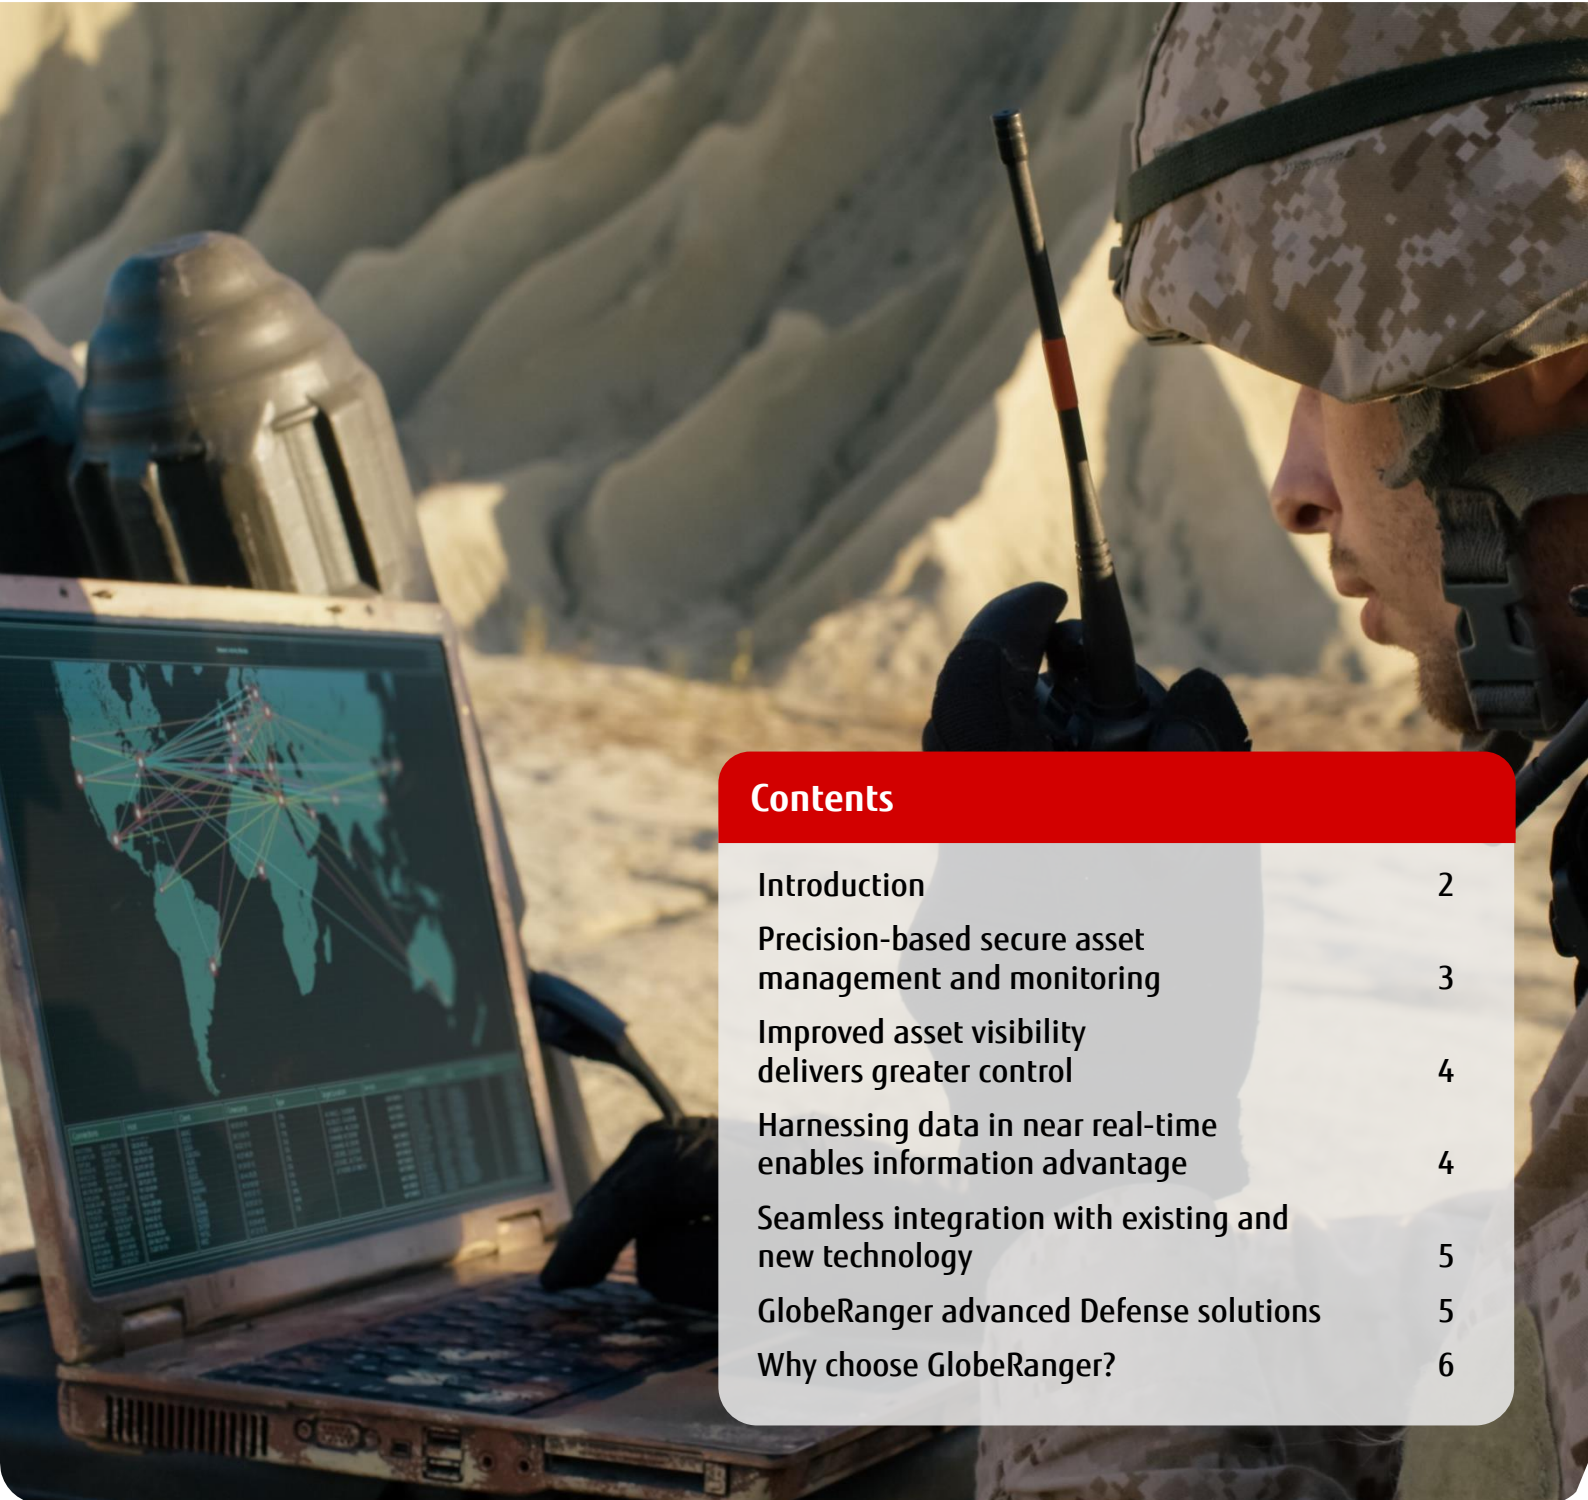 Contents
Introduction 2
Precision-based secure asset
management and monitoring 3
Improved asset visibility
delivers greater control 4
Harnessing data in near real-time
enables information advantage 4
Seamless integration with existing and
new technology 5
GlobeRanger advanced Defense solutions 5
Why choose GlobeRanger? 6